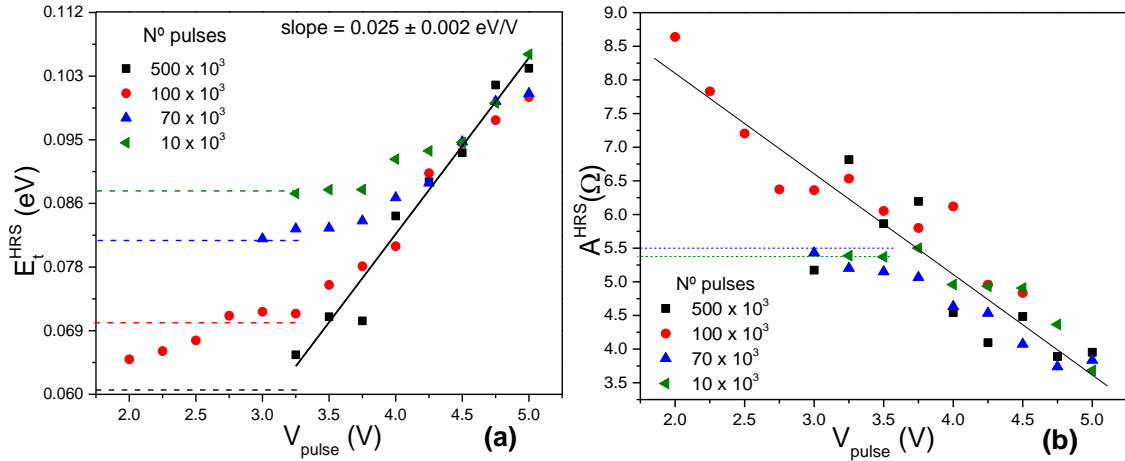 slope = 0.025 ± 0.002 eV/V
Nº pulses
500 x 10³
100 x 10³
70 x 10³
10 x 10³
0.112
0.103
0.095
0.086
0.078
0.069
0.060
E_t^HRS (eV)
2.0 2.5 3.0 3.5 4.0 4.5 5.0
V_pulse (V)
(a)
8.5
8.0
7.5
7.0
6.5
6.0
5.5
5.0
4.5
4.0
3.5
A^HRS(Ω)
Nº pulses
500 x 10³
100 x 10³
70 x 10³
10 x 10³
2.0 2.5 3.0 3.5 4.0 4.5 5.0
V_pulse (V)
(b)